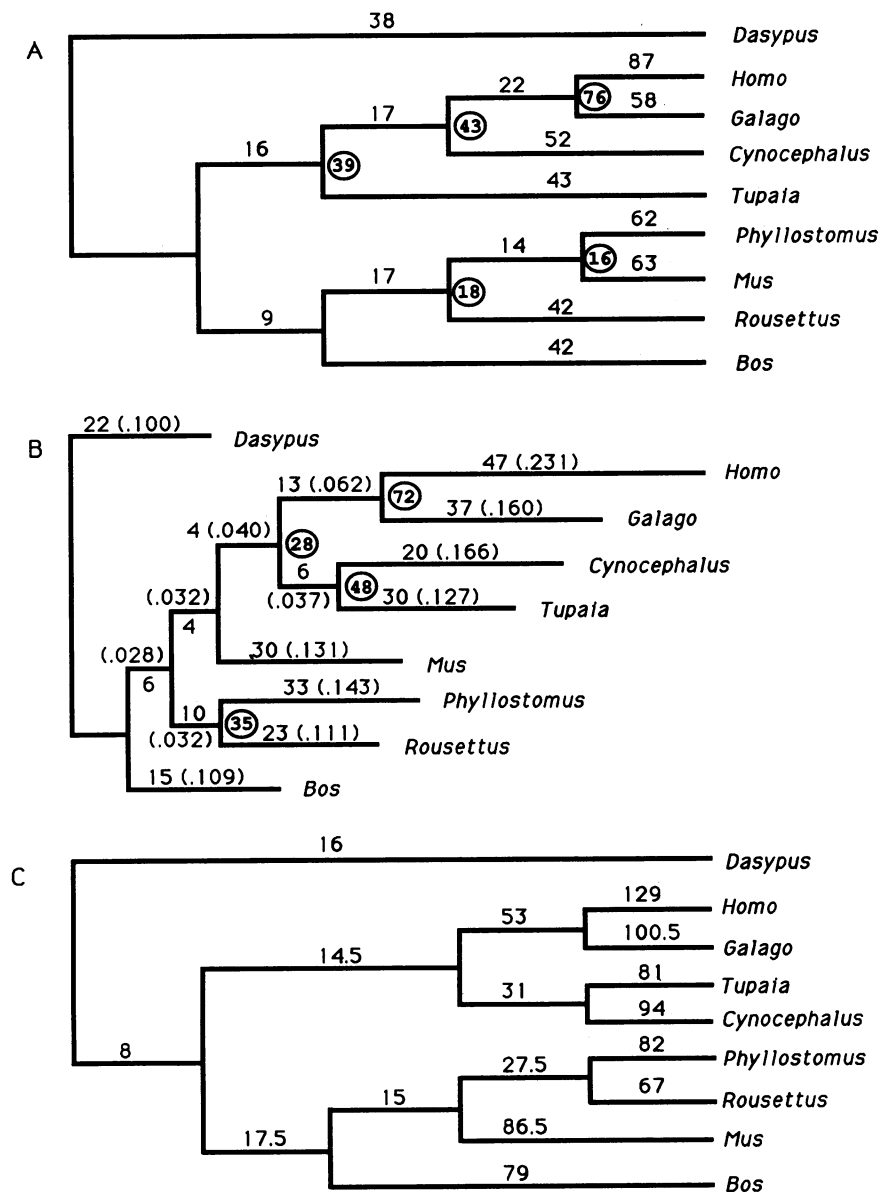 38
Dasypus
A
87
Homo
22
76
58
Galago
17
43
52
Cynocephalus
16
39
43
Tupaia
62
Phyllostomus
14
16
63
Mus
17
18
42
Rousettus
9
42
Bos
22 (.100)
Dasypus
B
47 (.231)
Homo
13 (.062)
72
37 (.160)
Galago
4 (.040)
28
20 (.166)
Cynocephalus
6
48
(.037)
30 (.127)
Tupaia
(.032)
4
30 (.131)
Mus
(.028)
6
33 (.143)
Phyllostomus
10
35
(.032)
23 (.111)
Rousettus
15 (.109)
Bos
16
Dasypus
C
129
Homo
53
100.5
Galago
14.5
81
Tupaia
31
94
Cynocephalus
8
82
Phyllostomus
27.5
67
Rousettus
15
86.5
Mus
17.5
79
Bos